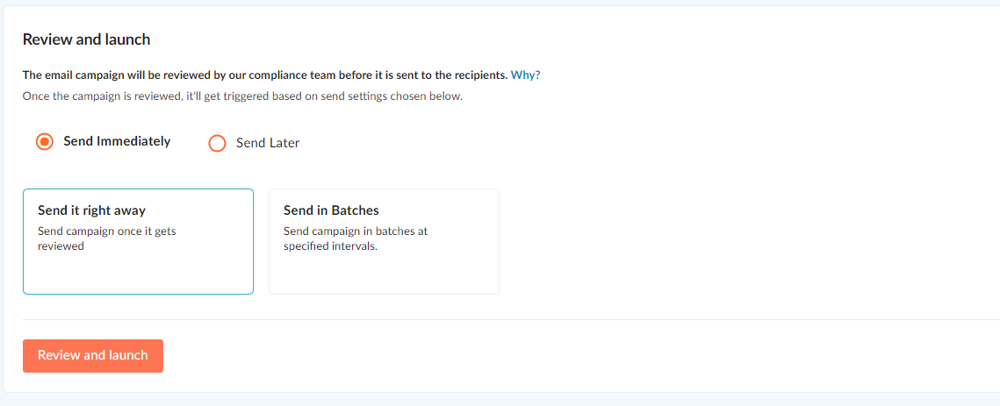 Review and launch
The email campaign will be reviewed by our compliance team before it is sent to the recipients. Why?
Once the campaign is reviewed, it'll get triggered based on send settings chosen below.
Send Immediately
Send Later
Send it right away
Send campaign once it gets
reviewed
Send in Batches
Send campaign in batches at
specified intervals.
Review and launch